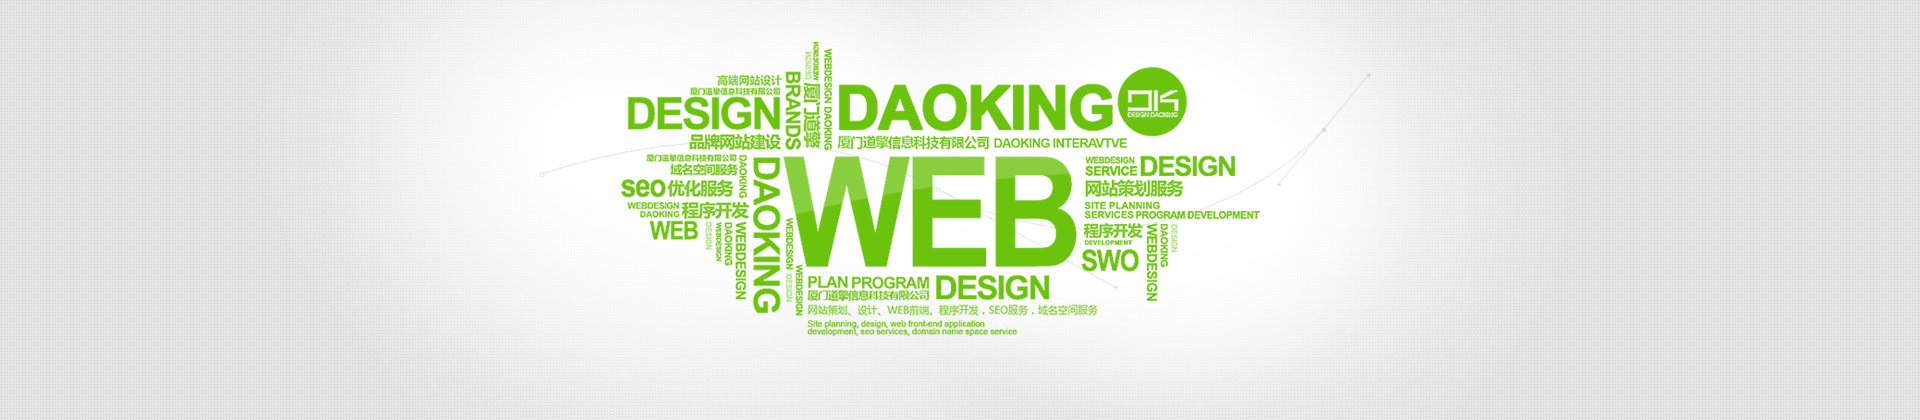 高端网站设计
厦门道擎信息科技有限公司
DESIGN
品牌网站建设
厦门道擎信息科技有限公司
域名空间服务
seo优化服务
WEBDESIGN
DAOKING
程序开发
WEB
DESIGN
WEBDESIGN
DAOKING
WEBDESIGN
DAOKING
DAOKING
BRANDS
厦门道擎
WEBDESIGN DAOKING
DAOKING
DK
DESIGN DAOKING
厦门道擎信息科技有限公司 DAOKING INTERAVTVE
WEB
WEBDESIGN
SERVICE DESIGN
网站策划服务
SITE PLANNING
SERVICES PROGRAM DEVELOPMENT
程序开发
DEVELOPMENT
SWO
WEBDESIGN
DAOKING
DESIGN
WEBDESIGN
DESIGN
WEBDESIGN
PLAN PROGRAM
厦门道擎信息科技有限公司
DESIGN
网站策划、设计、WEB前端、程序开发，SEO服务，域名空间服务
Site planning, design, web front-end application
development, seo services, domain name space service